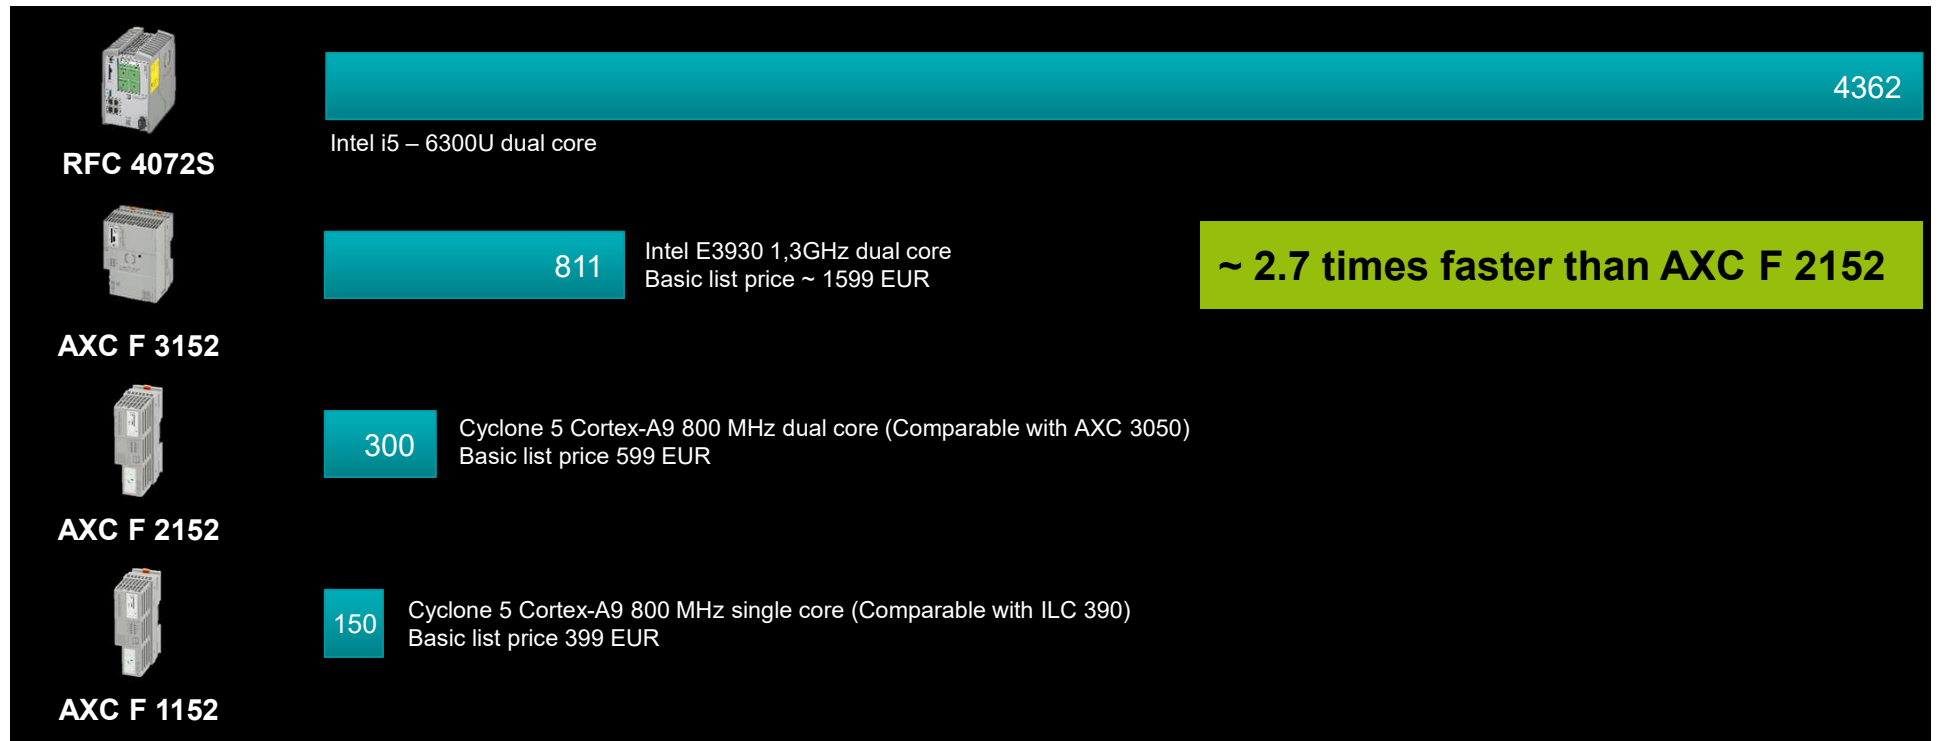 4362
Intel i5 – 6300U dual core
RFC 4072S
811
Intel E3930 1,3GHz dual core
Basic list price ~ 1599 EUR
~ 2.7 times faster than AXC F 2152
AXC F 3152
300
Cyclone 5 Cortex-A9 800 MHz dual core (Comparable with AXC 3050)
Basic list price 599 EUR
AXC F 2152
150
Cyclone 5 Cortex-A9 800 MHz single core (Comparable with ILC 390)
Basic list price 399 EUR
AXC F 1152